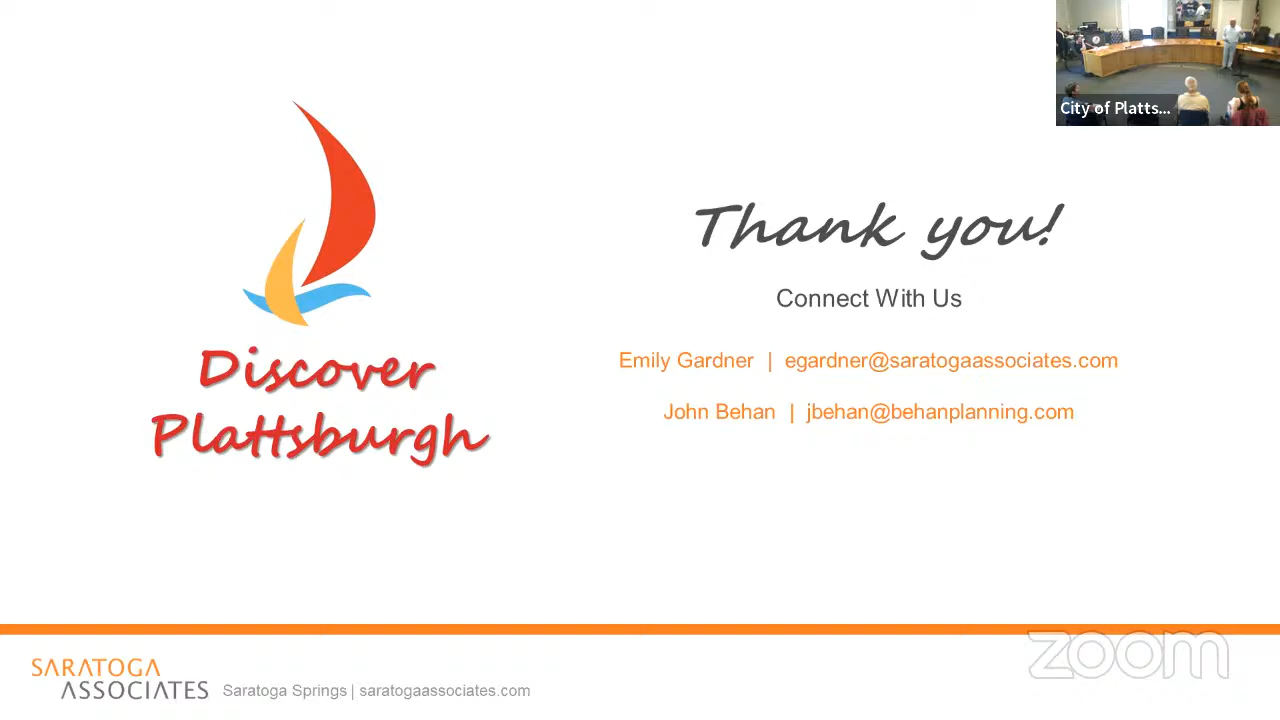 City of Platts...
Thank you!
Connect With Us
Emily Gardner | egardner@saratogaassociates.com
John Behan | jbehan@behanplanning.com
Discover
Plattsburgh
zoom
SARATOGA
ASSOCIATES Saratoga Springs | saratogaassociates.com